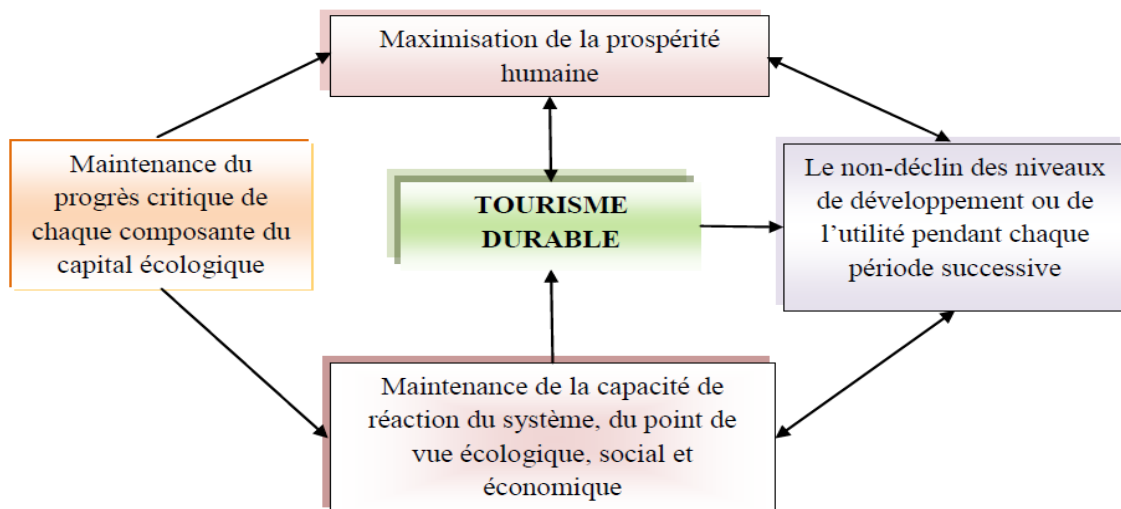 Maximisation de la prospérité
humaine
Maintenance du
progrès critique de
chaque composante du
capital écologique
TOURISME
DURABLE
Le non-déclin des niveaux
de développement ou de
l’utilité pendant chaque
période successive
Maintenance de la capacité de
réaction du système, du point de
vue écologique, social et
économique